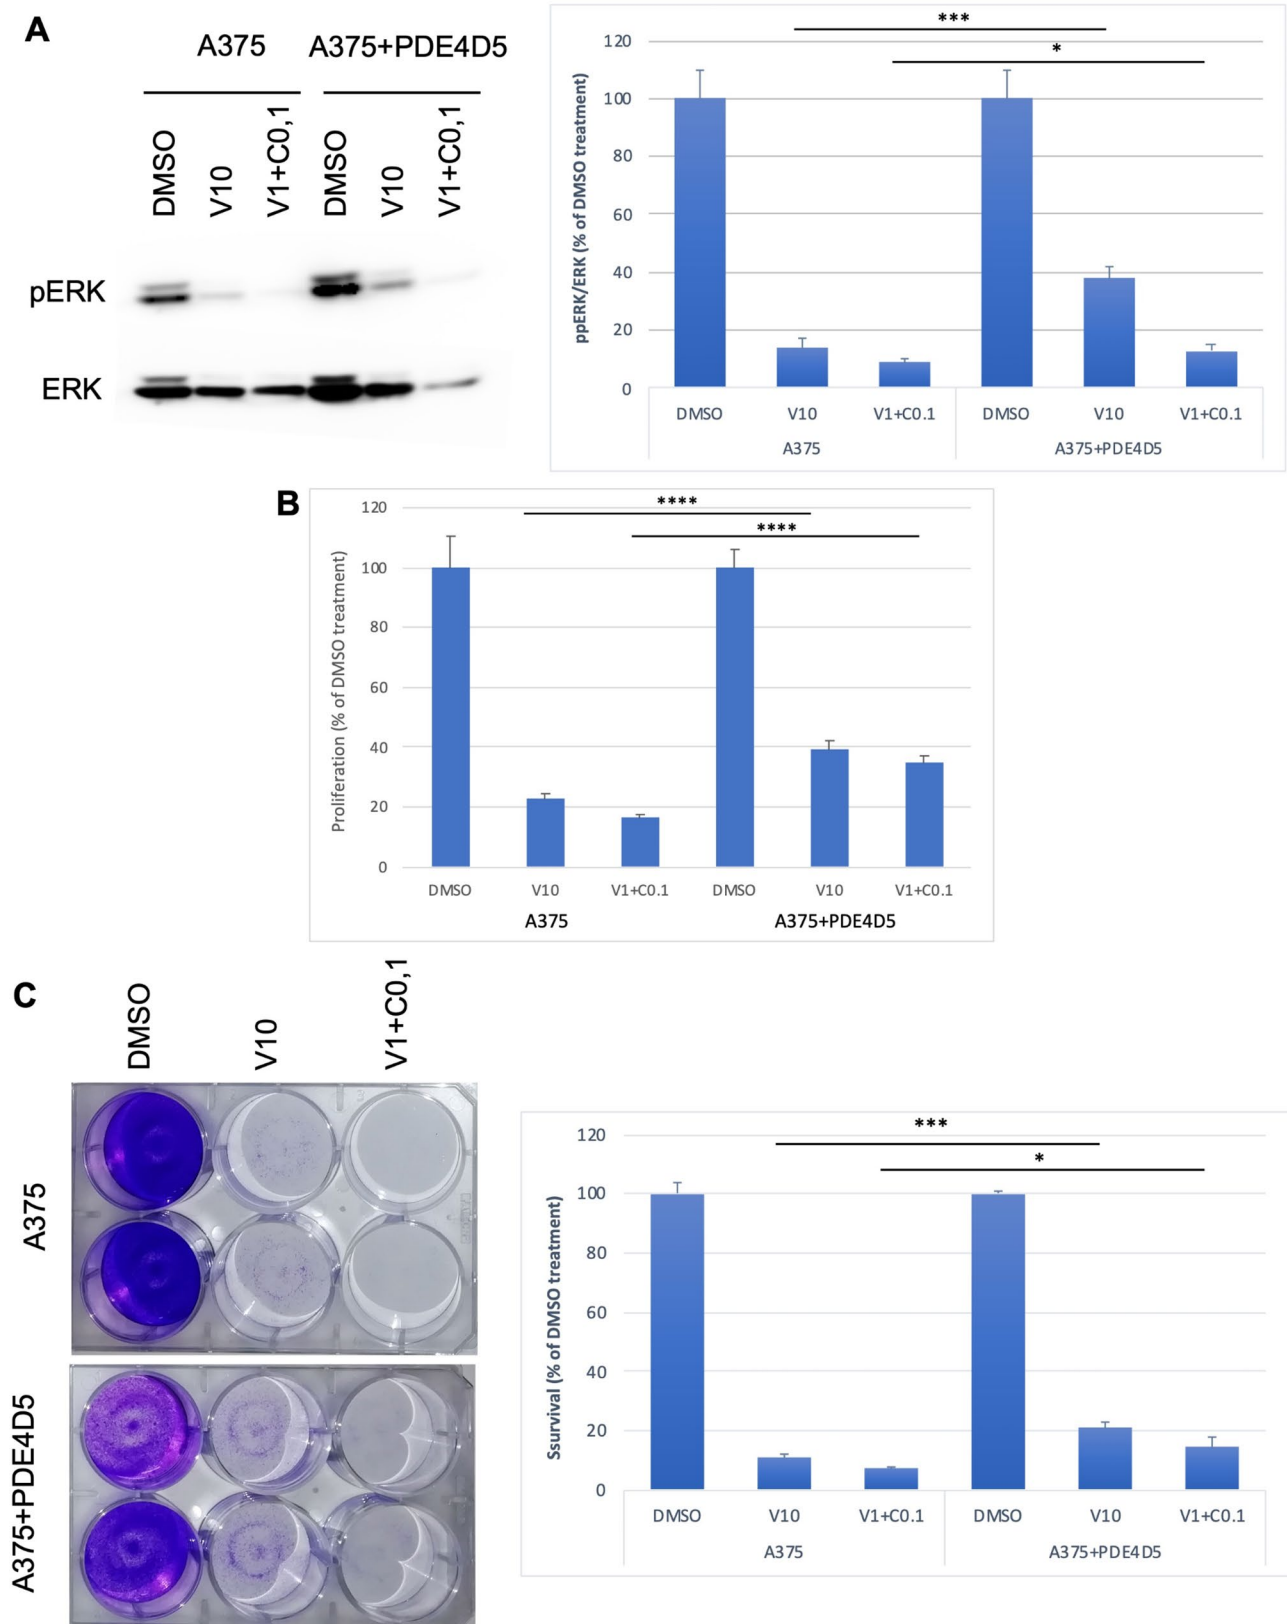 A
A375 A375+PDE4D5
DMSO V10 V1+C0,1 DMSO V10 V1+C0,1
pERK
ERK
***
*
ppERK/ERK (% of DMSO treatment)
120
100
80
60
40
20
0
DMSO V10 V1+C0.1 DMSO V10 V1+C0.1
A375 A375+PDE4D5
B
****
****
Proliferation (% of DMSO treatment)
120
100
80
60
40
20
0
DMSO V10 V1+C0.1 DMSO V10 V1+C0.1
A375 A375+PDE4D5
C
DMSO V10 V1+C0,1
A375
A375+PDE4D5
***
*
Ssurvival (% of DMSO treatment)
120
100
80
60
40
20
0
DMSO V10 V1+C0.1 DMSO V10 V1+C0.1
A375 A375+PDE4D5